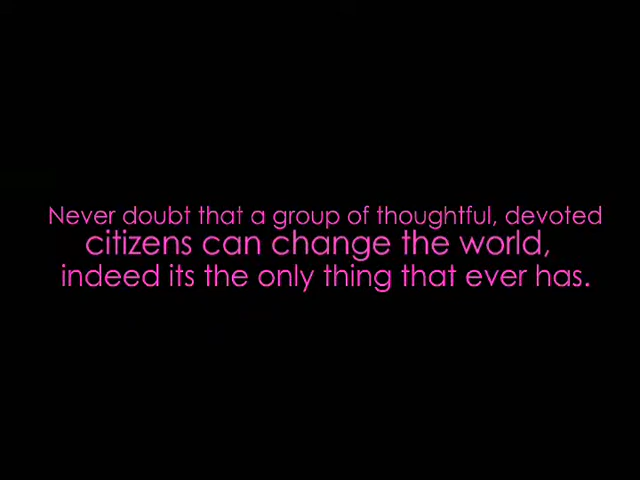 Never doubt that a group of thoughtful, devoted
citizens can change the world,
indeed its the only thing that ever has.